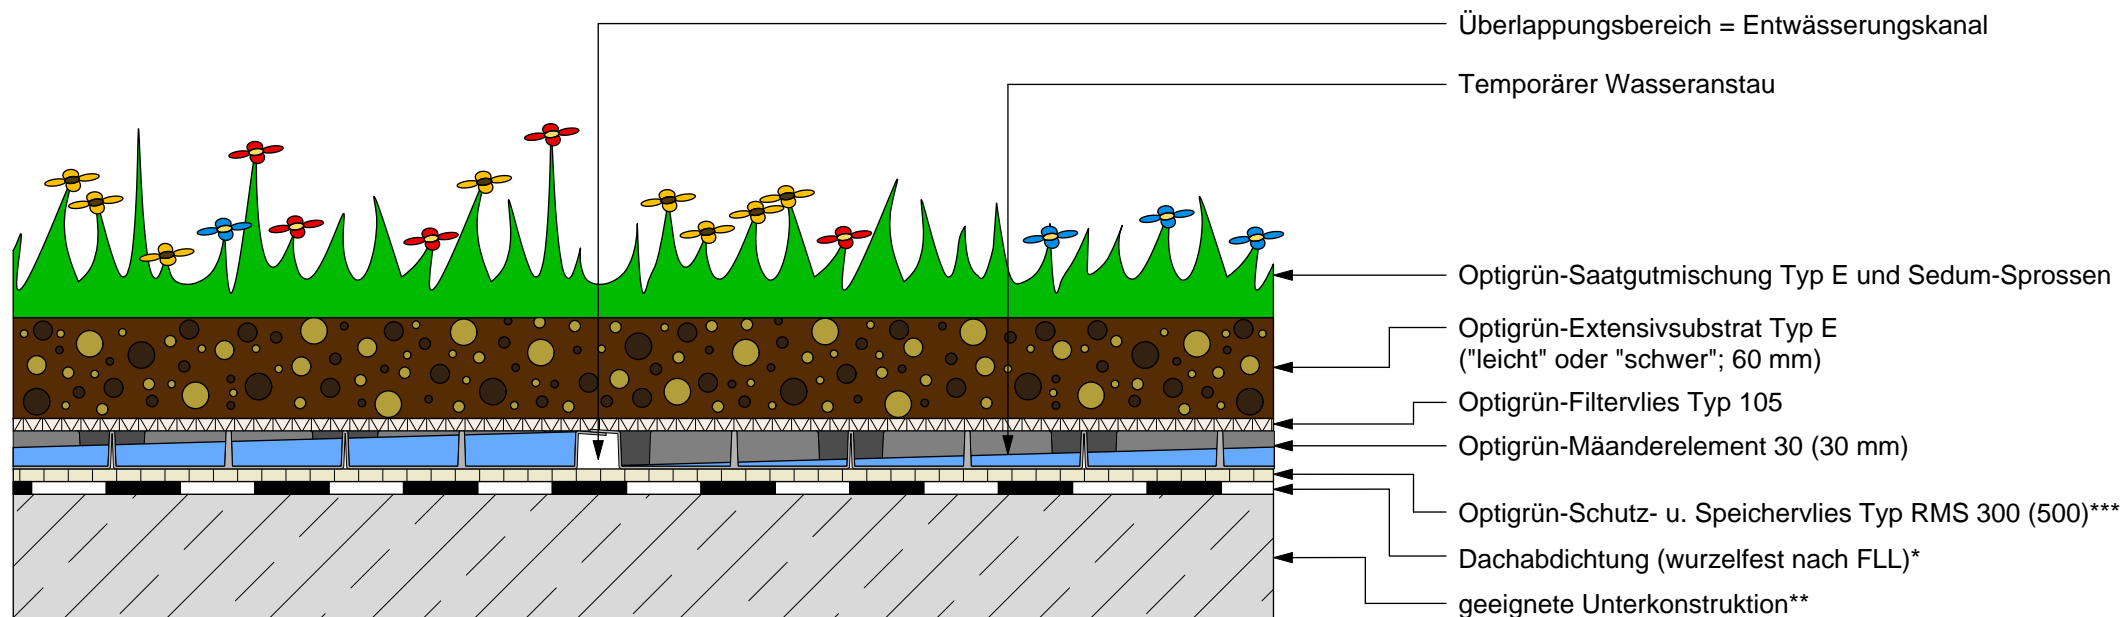 Überlappungsbereich = Entwässerungskanal
Temporärer Wasseranstau
Optigrün-Saatgutmischung Typ E und Sedum-Sprossen
Optigrün-Extensivsubstrat Typ E
("leicht" oder "schwer"; 60 mm)
Optigrün-Filtervlies Typ 105
Optigrün-Mäanderelement 30 (30 mm)
Optigrün-Schutz- u. Speichervlies Typ RMS 300 (500)***
Dachabdichtung (wurzelfest nach FLL)*
geeignete Unterkonstruktion**